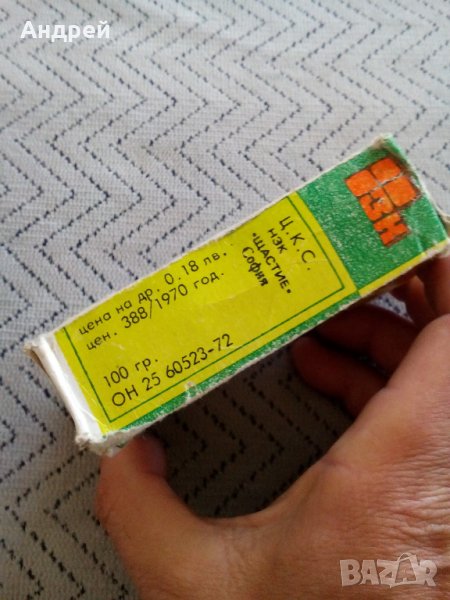 Андрей
Ц.К.С.
НЗК
"ЩАСТИЕ"
София
цена на др. 0.18 лв.
цен. 388/1970 год.
100 гр.
ОН 25 60523-72
BAZAR